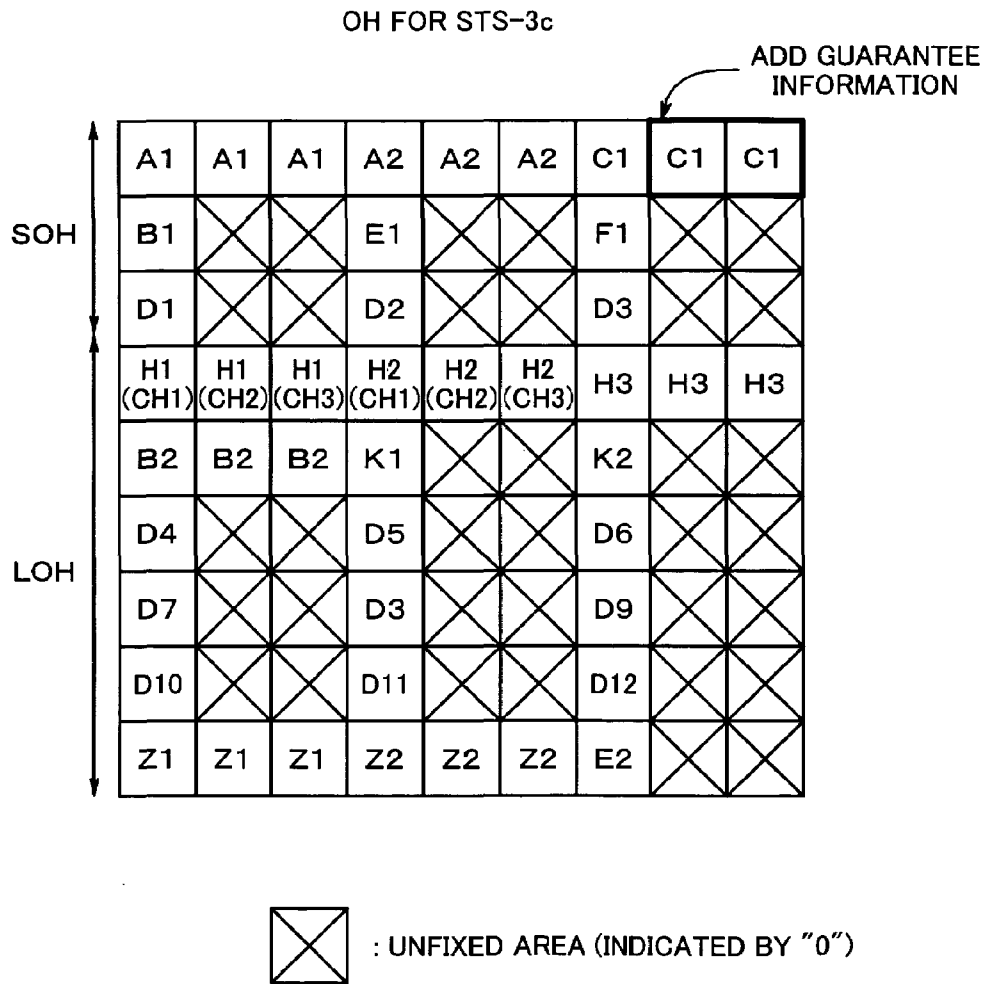 OH FOR STS-3c
ADD GUARANTEE
INFORMATION
A1 A1 A1 A2 A2 A2 C1 C1 C1
SOH
B1 E1 F1
D1 D2 D3
H1 (CH1) H1 (CH2) H1 (CH3) H2 (CH1) H2 (CH2) H2 (CH3) H3 H3 H3
B2 B2 B2 K1 K2
D4 D5 D6
LOH
D7 D3 D9
D10 D11 D12
Z1 Z1 Z1 Z2 Z2 Z2 E2
: UNFIXED AREA (INDICATED BY "0")